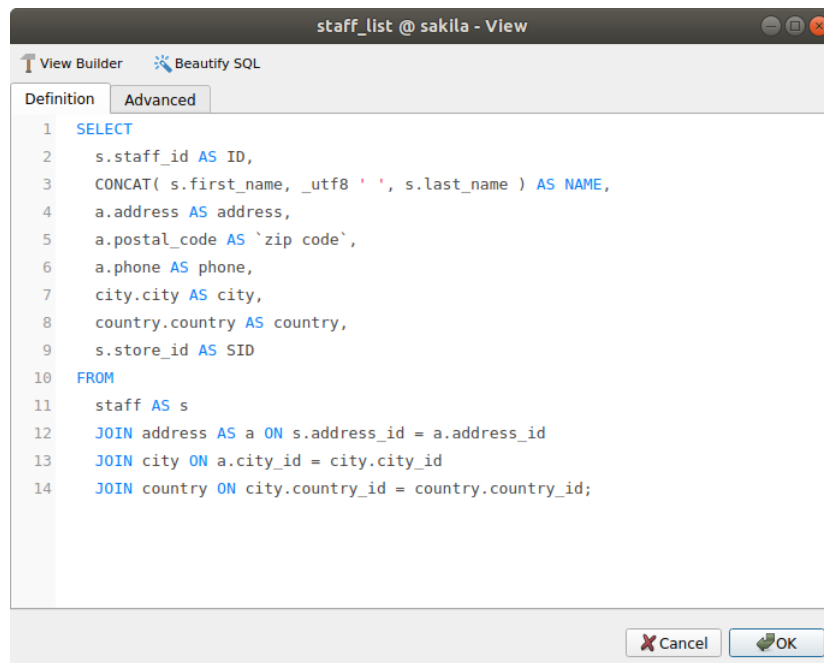 staff_list @ sakila - View
View Builder Beautify SQL
Definition Advanced
1 SELECT
2 s.staff_id AS ID,
3 CONCAT( s.first_name, _utf8 ' ', s.last_name ) AS NAME,
4 a.address AS address,
5 a.postal_code AS `zip code`,
6 a.phone AS phone,
7 city.city AS city,
8 country.country AS country,
9 s.store_id AS SID
10 FROM
11 staff AS s
12 JOIN address AS a ON s.address_id = a.address_id
13 JOIN city ON a.city_id = city.city_id
14 JOIN country ON city.country_id = country.country_id;
Cancel OK